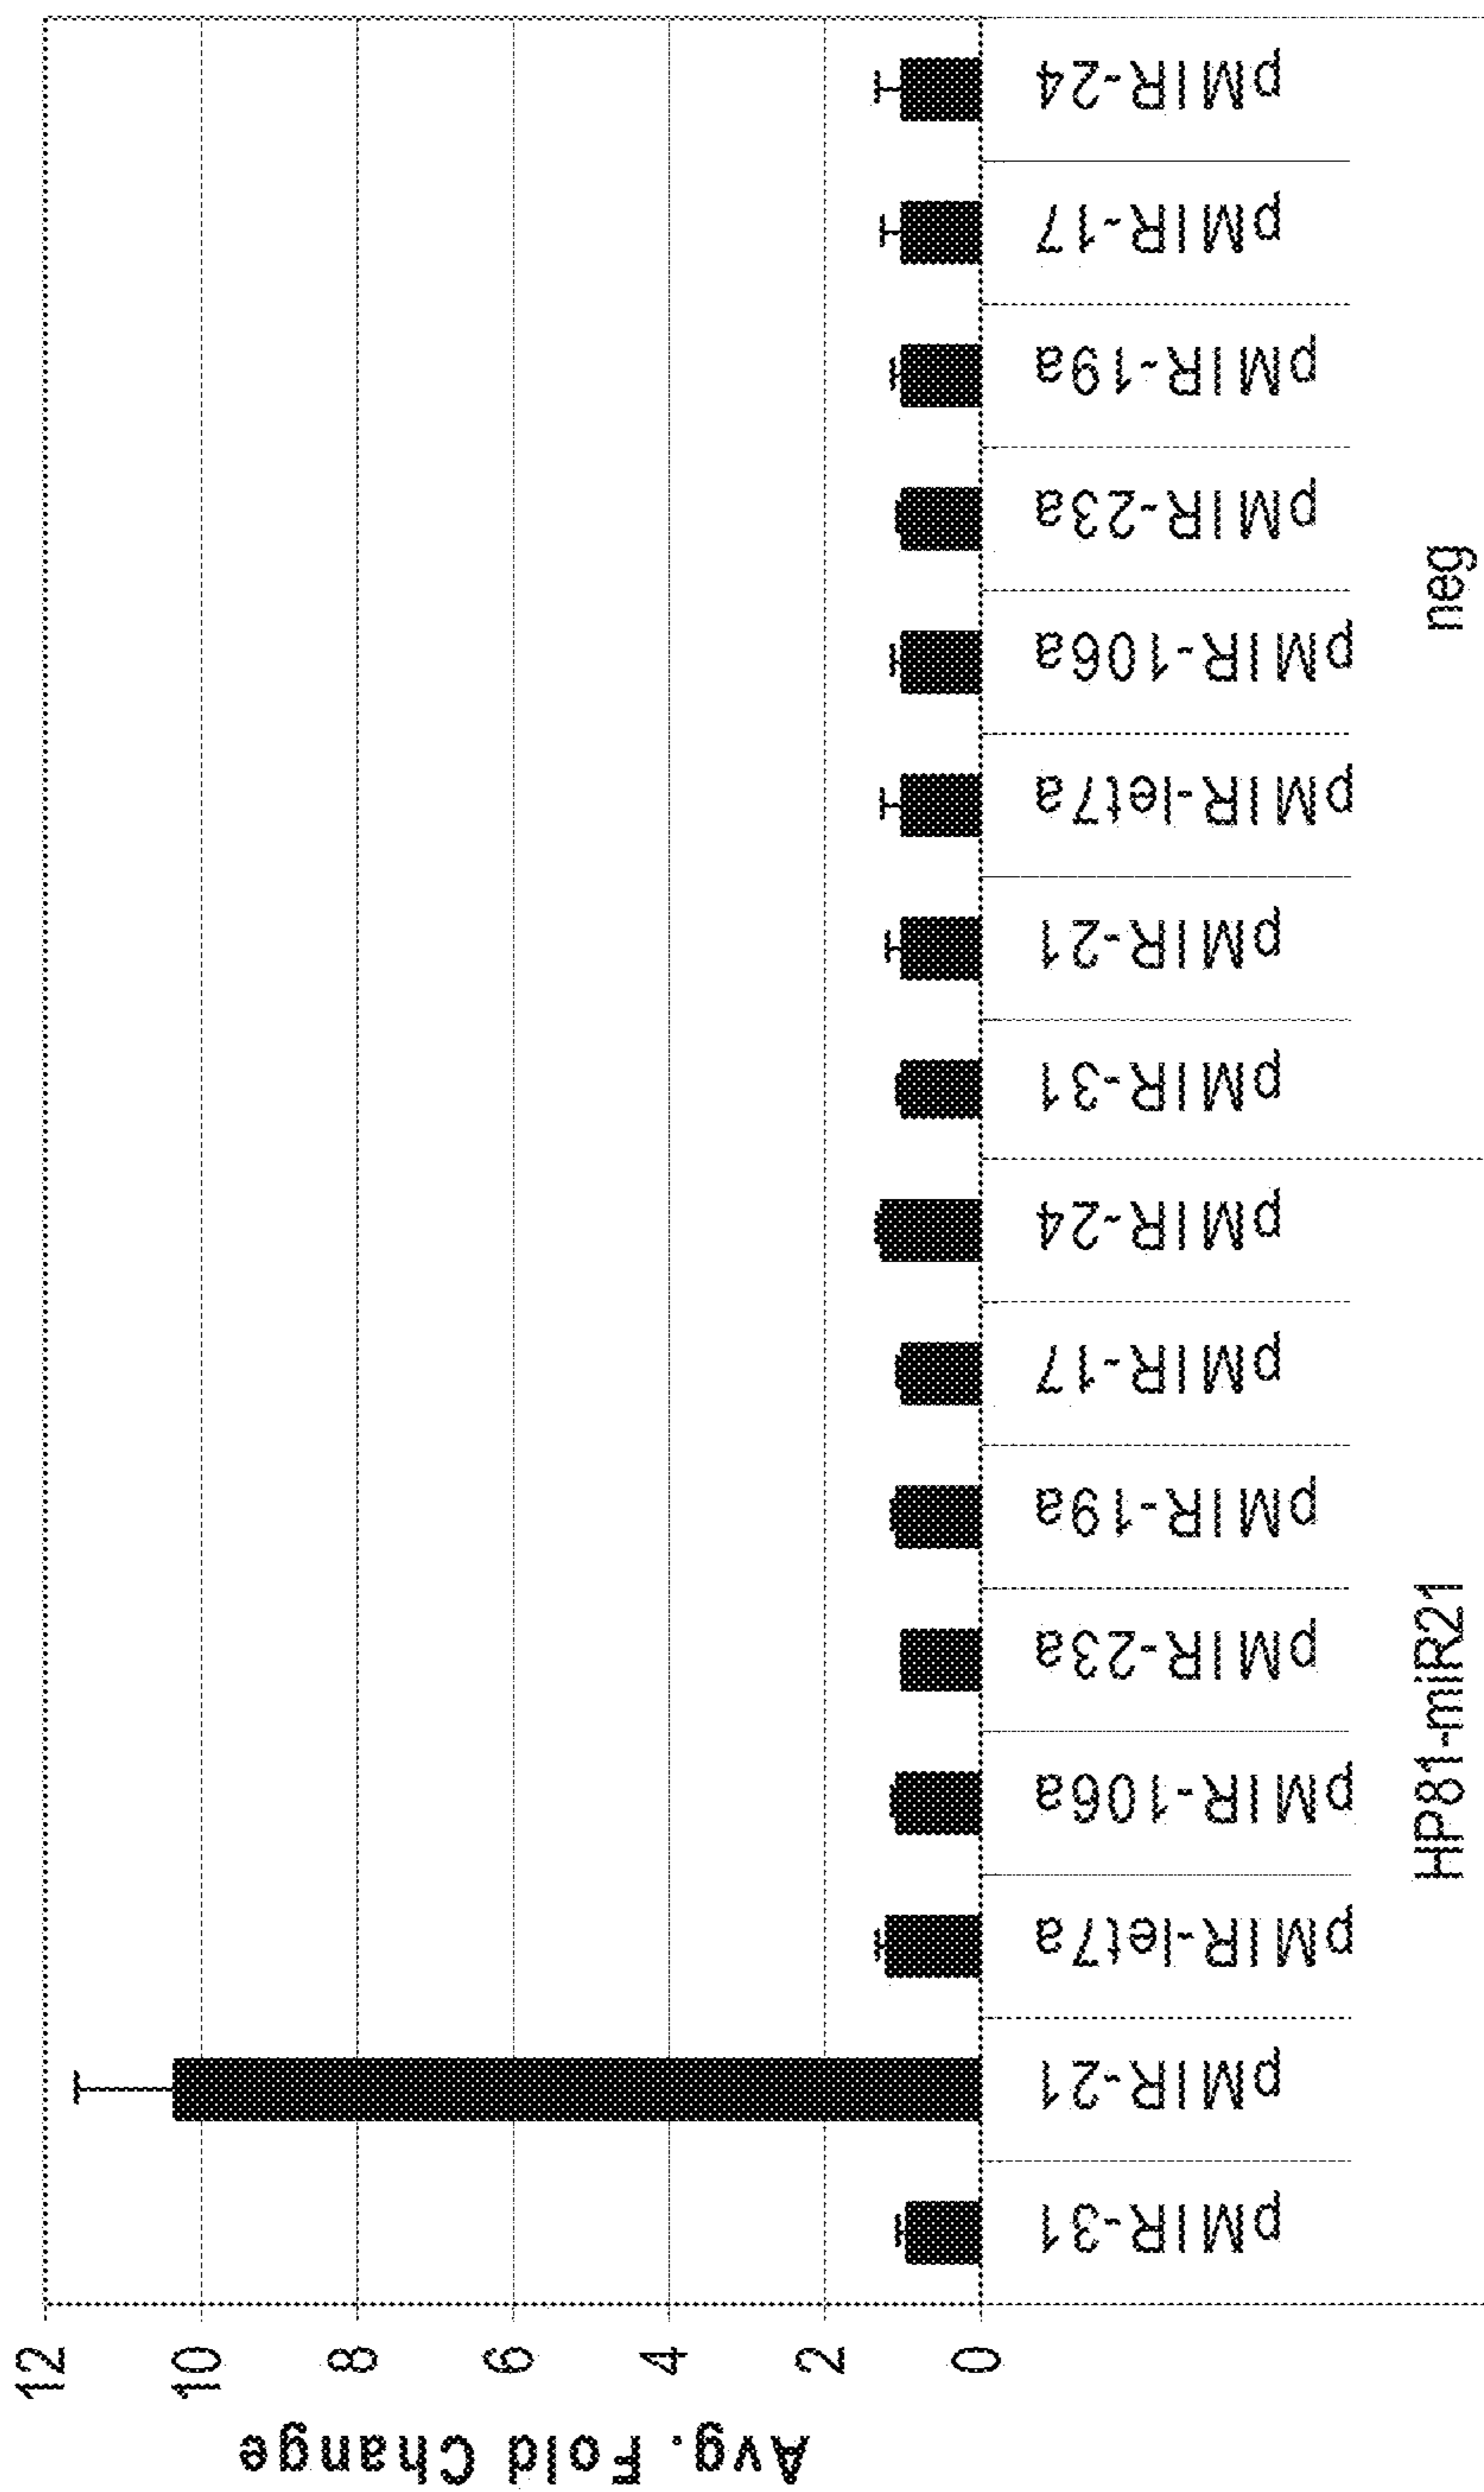 Avg. Fold Change
12
10
8
6
4
2
0
pMIR-31
pMIR-21
pMIR-let7a
pMIR-106a
pMIR-23a
pMIR-19a
pMIR-17
pMIR-24
pMIR-31
pMIR-21
pMIR-let7a
pMIR-106a
pMIR-23a
pMIR-19a
pMIR-17
pMIR-24
HP81-miR21
neg